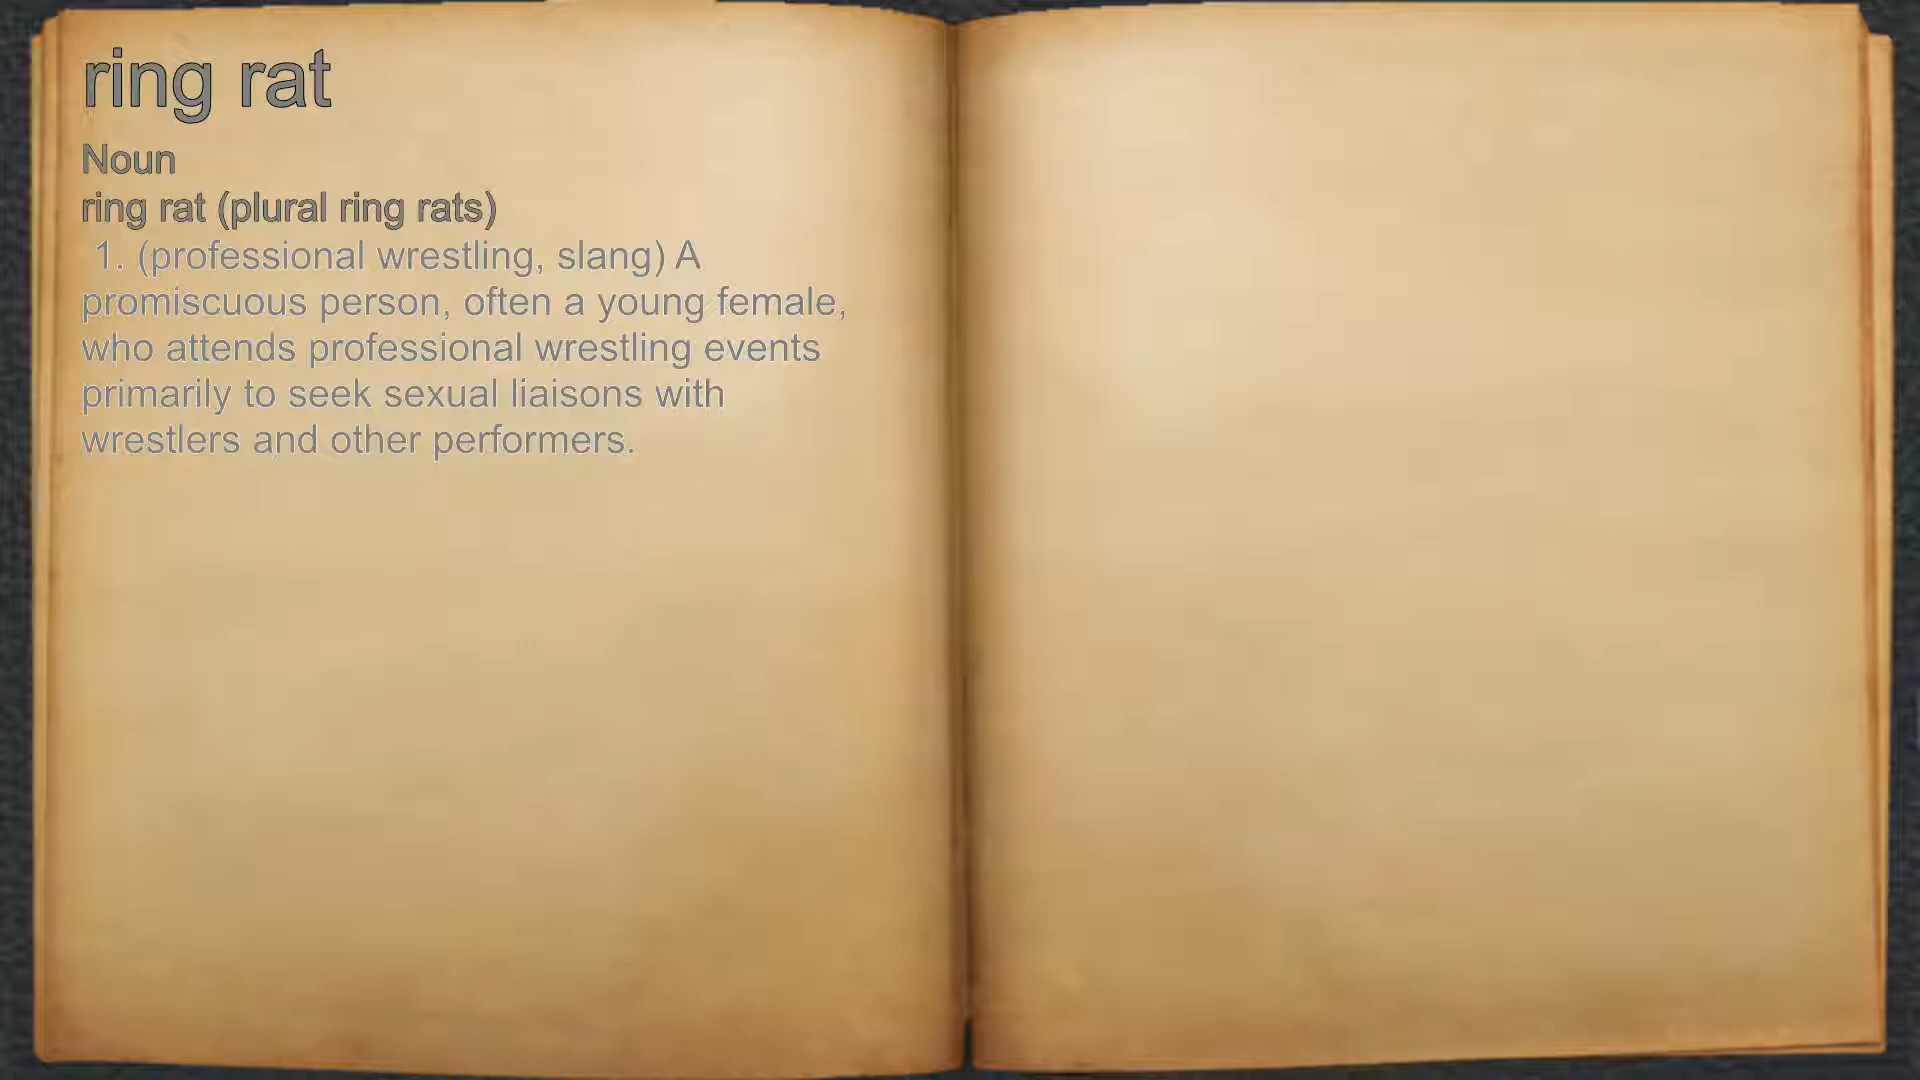 ring rat
Noun
ring rat (plural ring rats)
1. (professional wrestling, slang) A
promiscuous person, often a young female,
who attends professional wrestling events
primarily to seek sexual liaisons with
wrestlers and other performers.